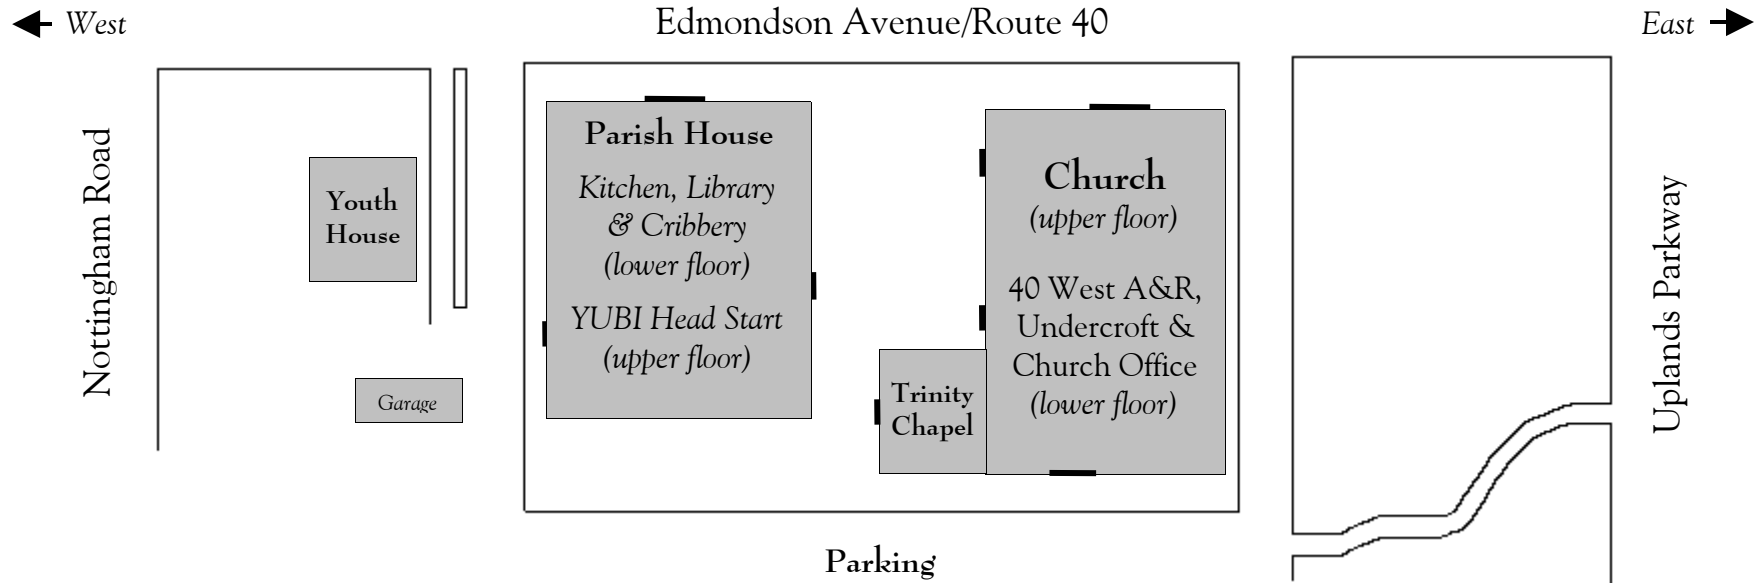 West
Edmondson Avenue/Route 40
East
Nottingham Road
Youth
House
Garage
Parish House
Kitchen, Library
& Cribbery
(lower floor)
YUBI Head Start
(upper floor)
Church
(upper floor)
40 West A&R,
Undercroft &
Church Office
(lower floor)
Trinity
Chapel
Uplands Parkway
Parking